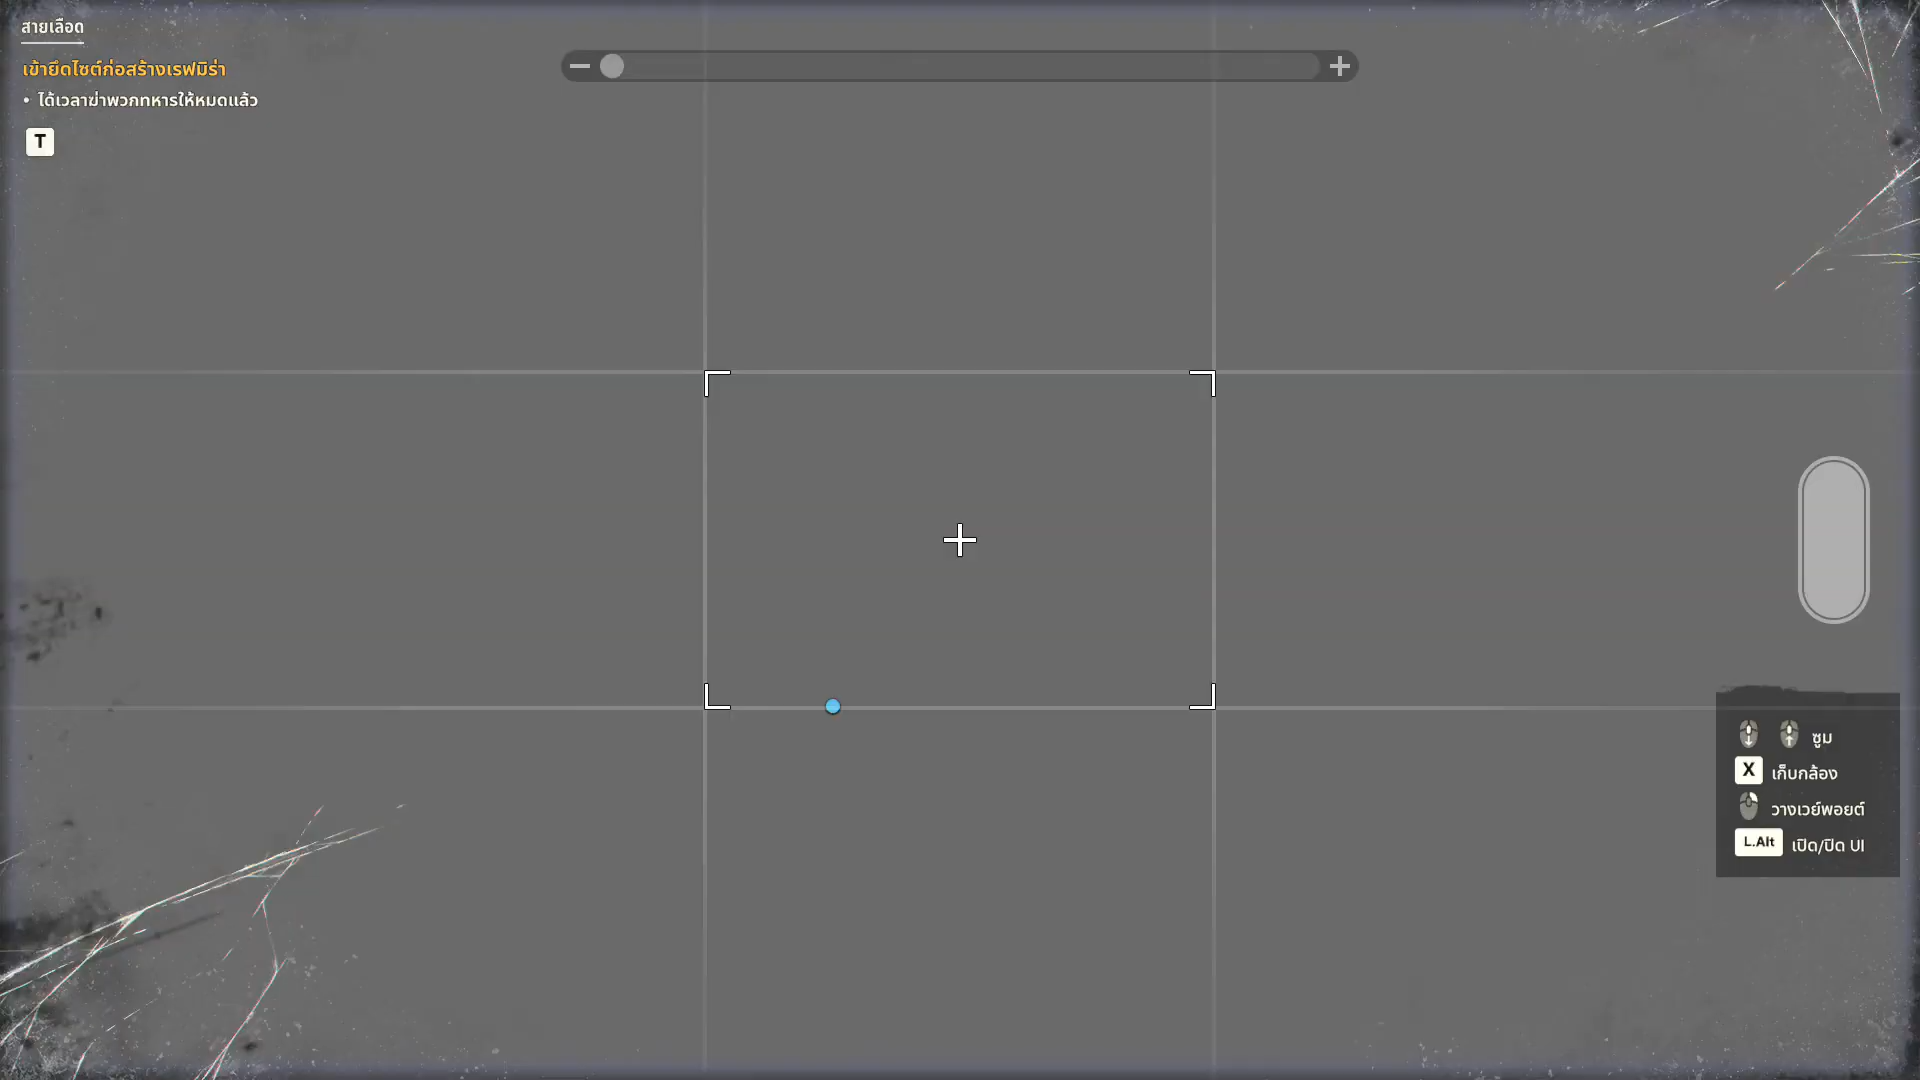 สายเลือด
เข้ายึดไซต์ก่อสร้างเรฟมิร่า
• ได้เวลาฆ่าพวกทหารให้หมดแล้ว
T
ซูม
X เก็บกล้อง
วางเวย์พอยต์
L.Alt เปิด/ปิด UI